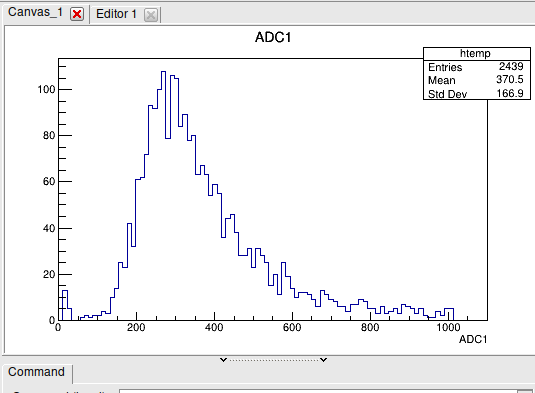 Canvas_1 Editor 1
ADC1
htemp
Entries 2439
Mean 370.5
Std Dev 166.9
100
80
60
40
20
0
0 200 400 600 800 1000
ADC1
Command